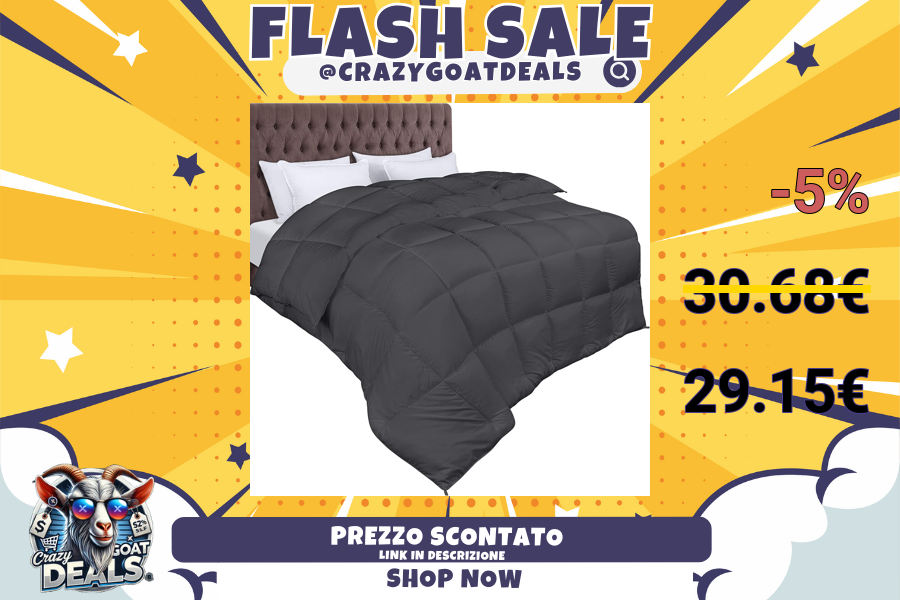 FLASH SALE
@CRAZYGOATDEALS
-5%
30.68€
29.15€
$
Crazy
GOAT
DEALS
PREZZO SCONTATO
LINK IN DESCRIZIONE
SHOP NOW